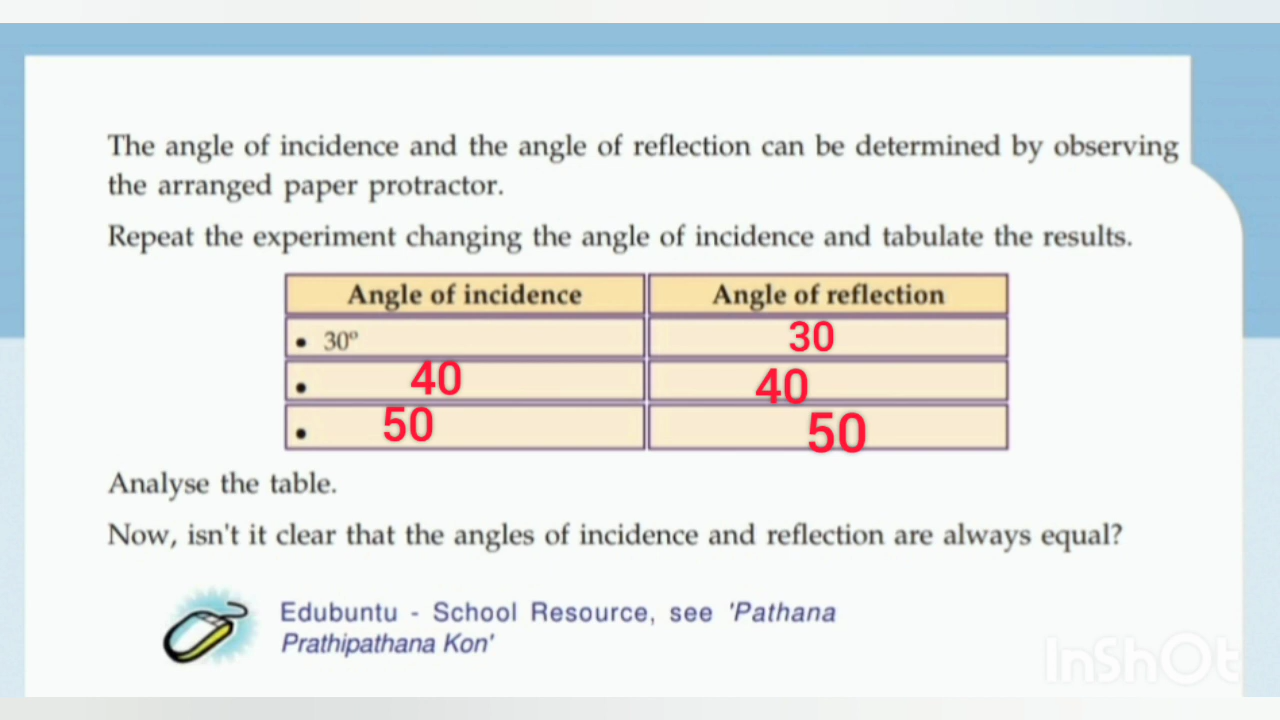 The angle of incidence and the angle of reflection can be determined by observing
the arranged paper protractor.
Repeat the experiment changing the angle of incidence and tabulate the results.
Angle of incidence Angle of reflection
• 30º 30
• 40 40
• 50 50
Analyse the table.
Now, isn't it clear that the angles of incidence and reflection are always equal?
Edubuntu - School Resource, see 'Pathana
Prathipathana Kon'
InShOt